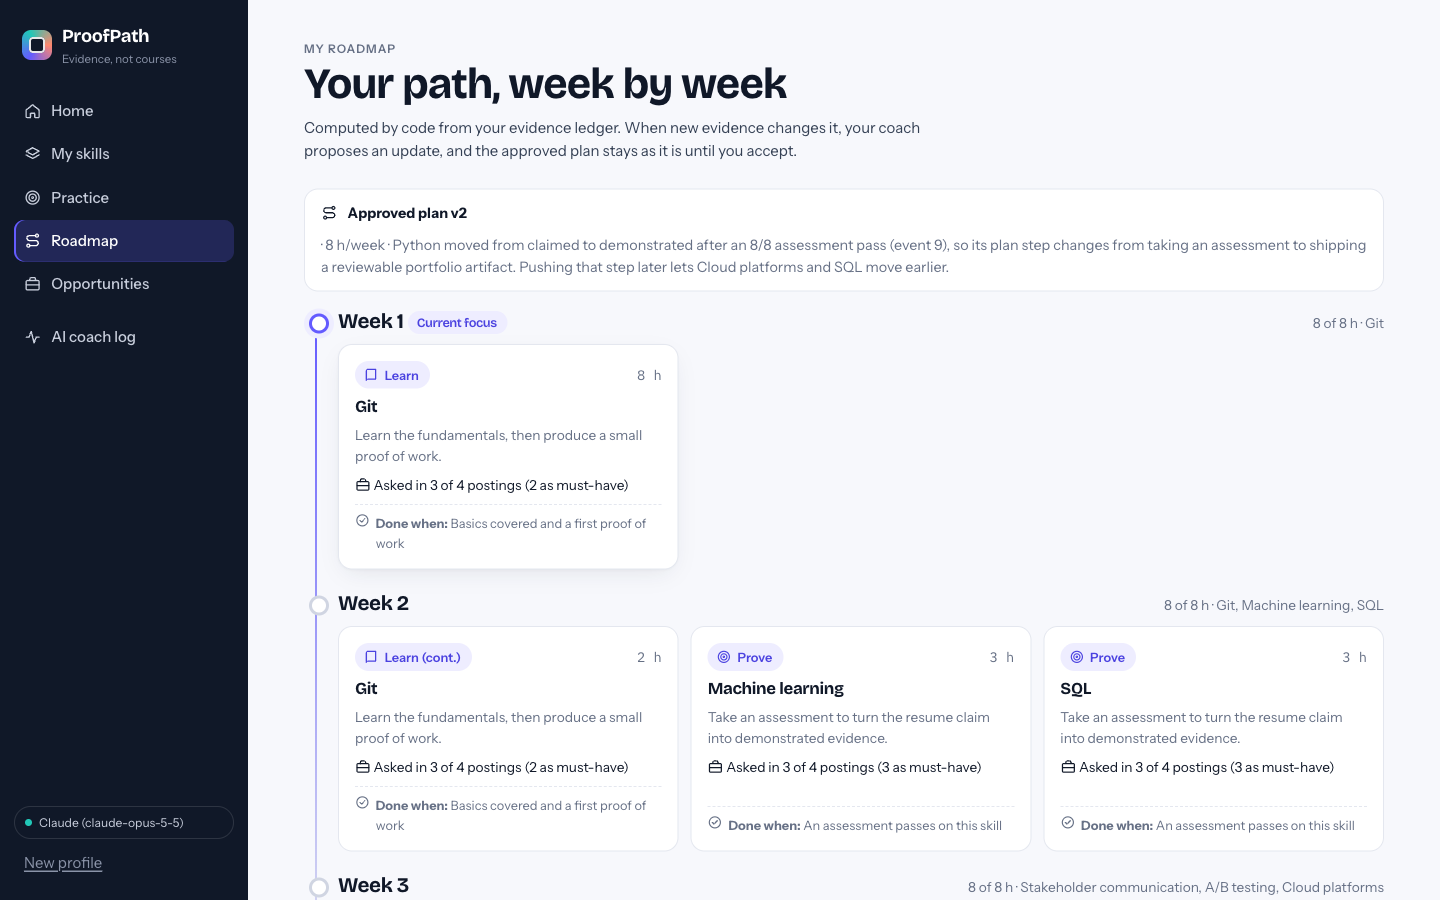 ProofPath
Evidence, not courses
Home
My skills
Practice
Roadmap
Opportunities
AI coach log
Claude (claude-opus-5-5)
New profile
MY ROADMAP
Your path, week by week
Computed by code from your evidence ledger. When new evidence changes it, your coach
proposes an update, and the approved plan stays as it is until you accept.
Approved plan v2
· 8 h/week · Python moved from claimed to demonstrated after an 8/8 assessment pass (event 9), so its plan step changes from taking an assessment to shipping
a reviewable portfolio artifact. Pushing that step later lets Cloud platforms and SQL move earlier.
Week 1 Current focus 8 of 8 h · Git
Learn 8 h
Git
Learn the fundamentals, then produce a small
proof of work.
Asked in 3 of 4 postings (2 as must-have)
Done when: Basics covered and a first proof of
work
Week 2 8 of 8 h · Git, Machine learning, SQL
Learn (cont.) 2 h
Git
Learn the fundamentals, then produce a small
proof of work.
Asked in 3 of 4 postings (2 as must-have)
Done when: Basics covered and a first proof of
work
Prove 3 h
Machine learning
Take an assessment to turn the resume claim
into demonstrated evidence.
Asked in 3 of 4 postings (3 as must-have)
Done when: An assessment passes on this skill
Prove 3 h
SQL
Take an assessment to turn the resume claim
into demonstrated evidence.
Asked in 3 of 4 postings (3 as must-have)
Done when: An assessment passes on this skill
Week 3 8 of 8 h · Stakeholder communication, A/B testing, Cloud platforms